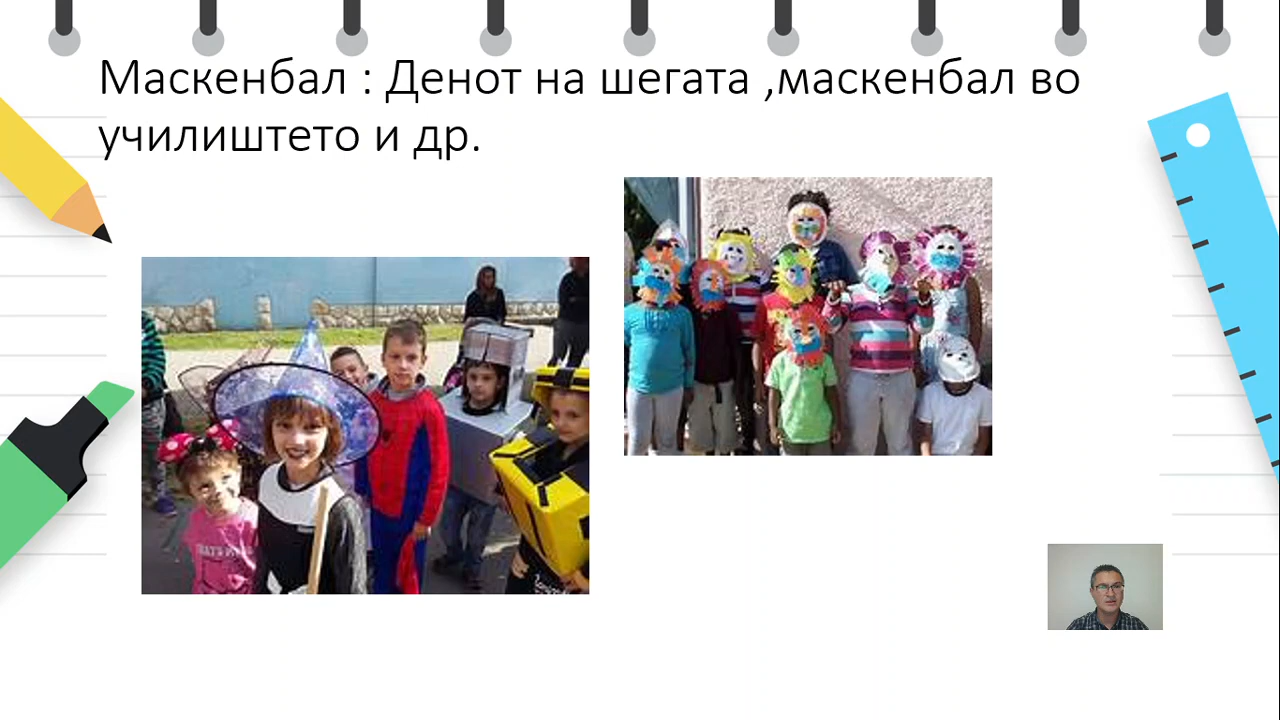 Маскенбал : Денот на шегата ,маскенбал во
училиштето и др.